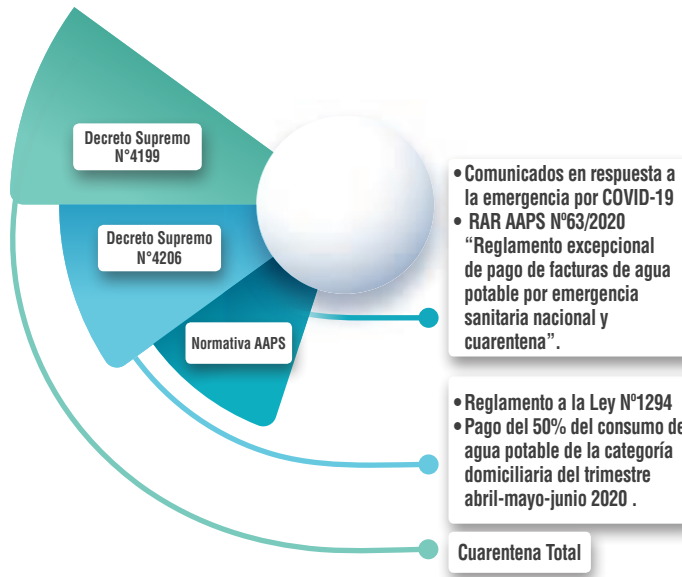 Decreto Supremo
N°4199
Decreto Supremo
N°4206
Normativa AAPS
• Comunicados en respuesta a
la emergencia por COVID-19
• RAR AAPS Nº63/2020
“Reglamento excepcional
de pago de facturas de agua
potable por emergencia
sanitaria nacional y
cuarentena”.
• Reglamento a la Ley Nº1294
• Pago del 50% del consumo de
agua potable de la categoría
domiciliaria del trimestre
abril-mayo-junio 2020 .
Cuarentena Total